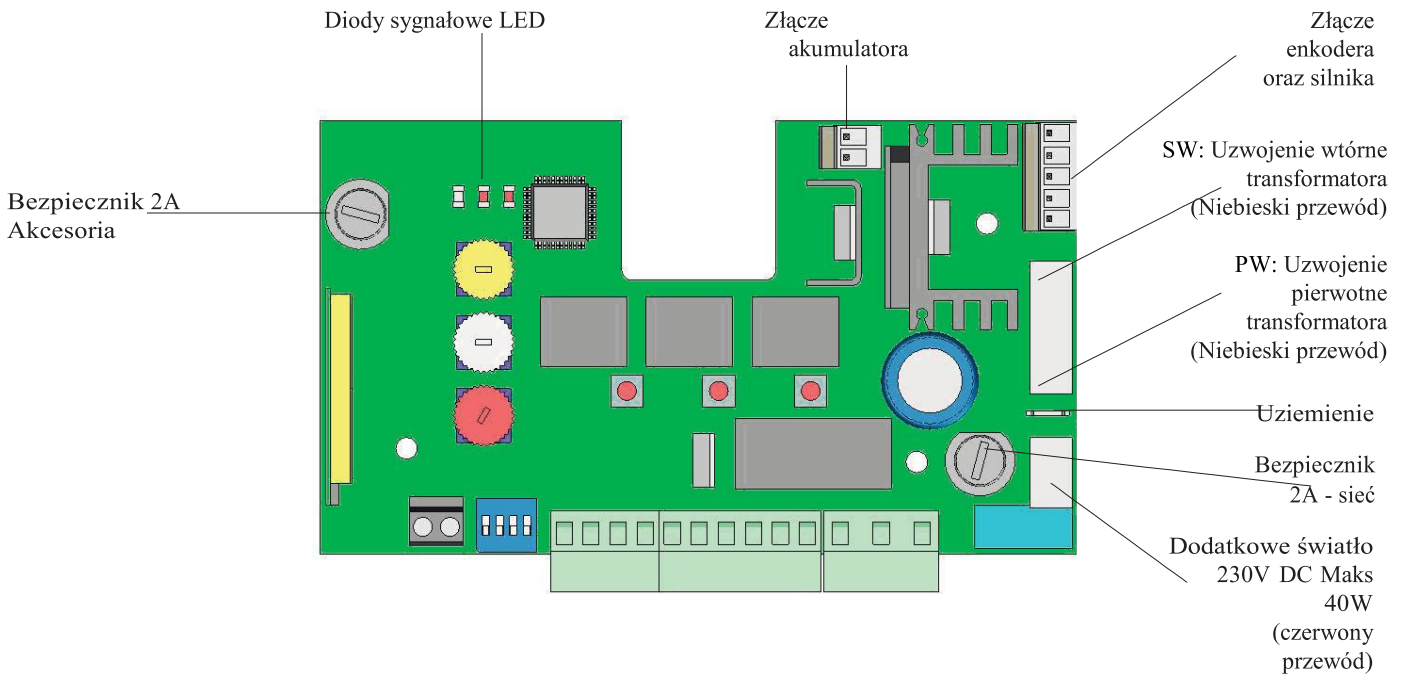 Diody sygnałowe LED
Złącze
akumulatora
Złącze
enkodera
oraz silnika
SW: Uzwojenie wtórne
transformatora
(Niebieski przewód)
Bezpiecznik 2A
Akcesoria
PW: Uzwojenie
pierwotne
transformatora
(Niebieski przewód)
Uziemienie
Bezpiecznik
2A - sieć
Dodatkowe światło
230V DC Maks
40W
(czerwony
przewód)